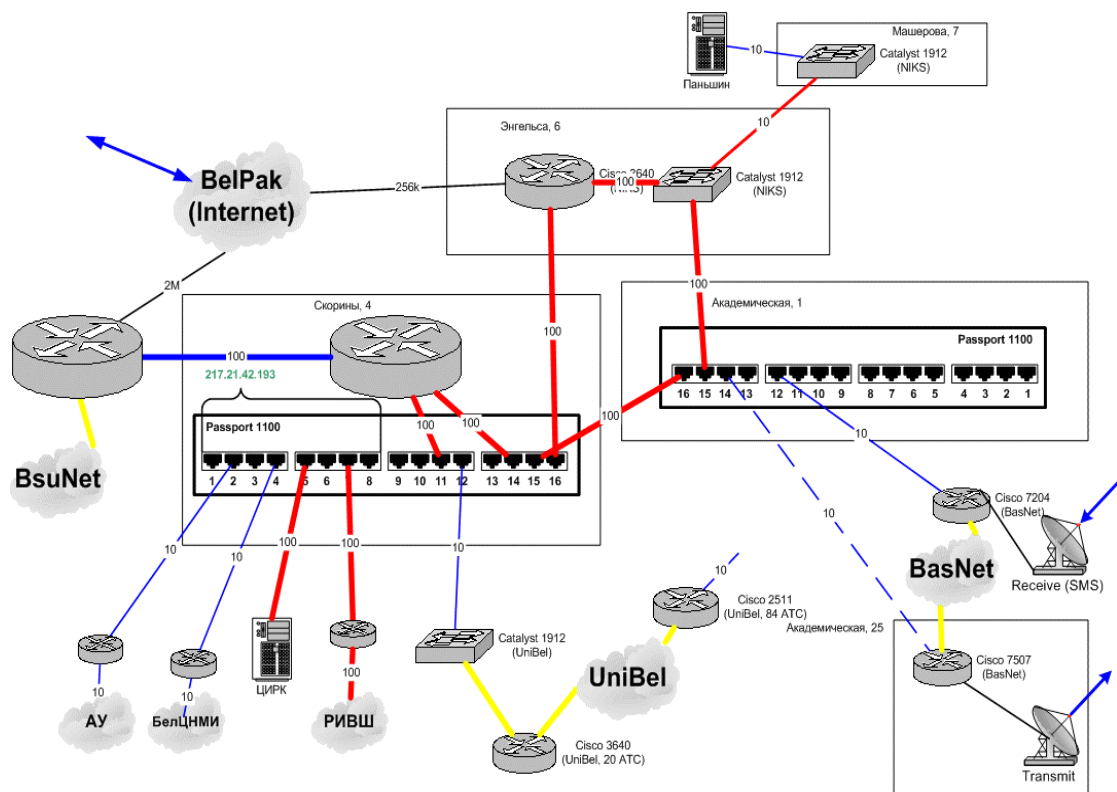 Машерова, 7
10
Catalyst 1912
(NIKS)
Паньшин
10
Энгельса, 6
BelPak
(Internet)
256k
100
(NIKS)
Catalyst 1912
(NIKS)
2M
Скорины, 4
100
Академическая, 1
100
Passport 1100
100
217.21.42.193
16 15 14 13 12 11 10 9 8 7 6 5 4 3 2 1
100
100
100
Passport 1100
10
BsuNet
1 2 3 4 5 6 8 9 10 11 12 13 14 15 16
Cisco 7204
(BasNet)
10
10
100
100
10
10
10
BasNet
Receive (SMS)
Cisco 2511
(UniBel, 84 ATC)
Академическая, 25
Catalyst 1912
(UniBel)
UniBel
Cisco 7507
(BasNet)
10
10
100
ЦИРК
АУ
БелЦНМИ
РИВШ
Cisco 3640
(UniBel, 20 ATC)
Transmit